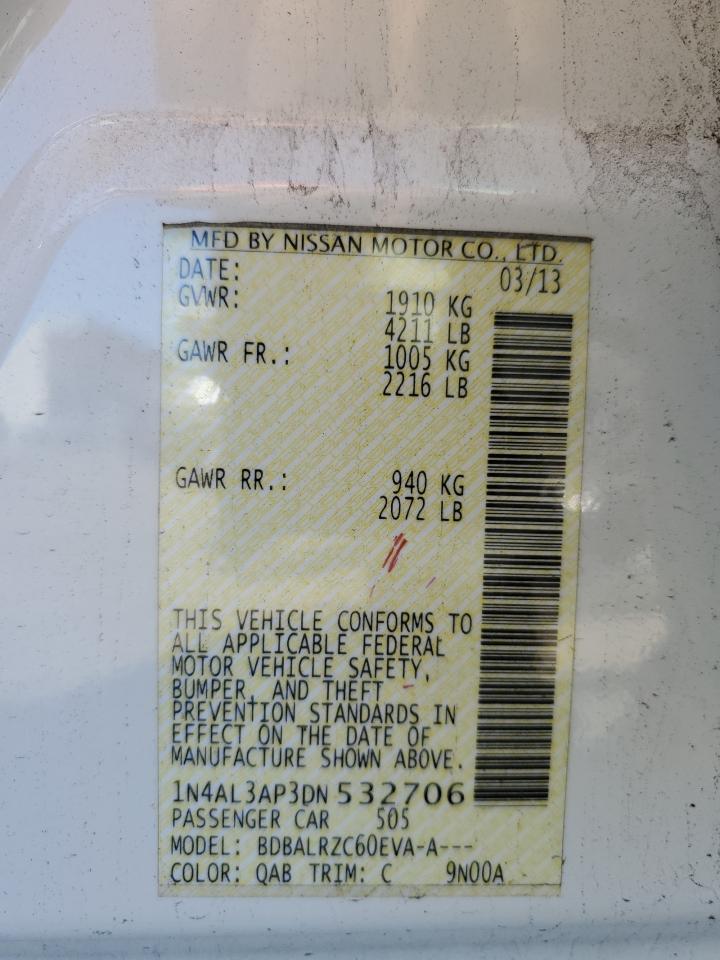 MFD BY NISSAN MOTOR CO., LTD.
DATE: 03/13
GVWR: 1910 KG
4211 LB
GAWR FR.: 1005 KG
2216 LB
GAWR RR.: 940 KG
2072 LB
THIS VEHICLE CONFORMS TO
ALL APPLICABLE FEDERAL
MOTOR VEHICLE SAFETY,
BUMPER, AND THEFT
PREVENTION STANDARDS IN
EFFECT ON THE DATE OF
MANUFACTURE SHOWN ABOVE.
1N4AL3AP3DN532706
PASSENGER CAR 505
MODEL: BDBALRZC60EVA-A---
COLOR: QAB TRIM: C 9N00A